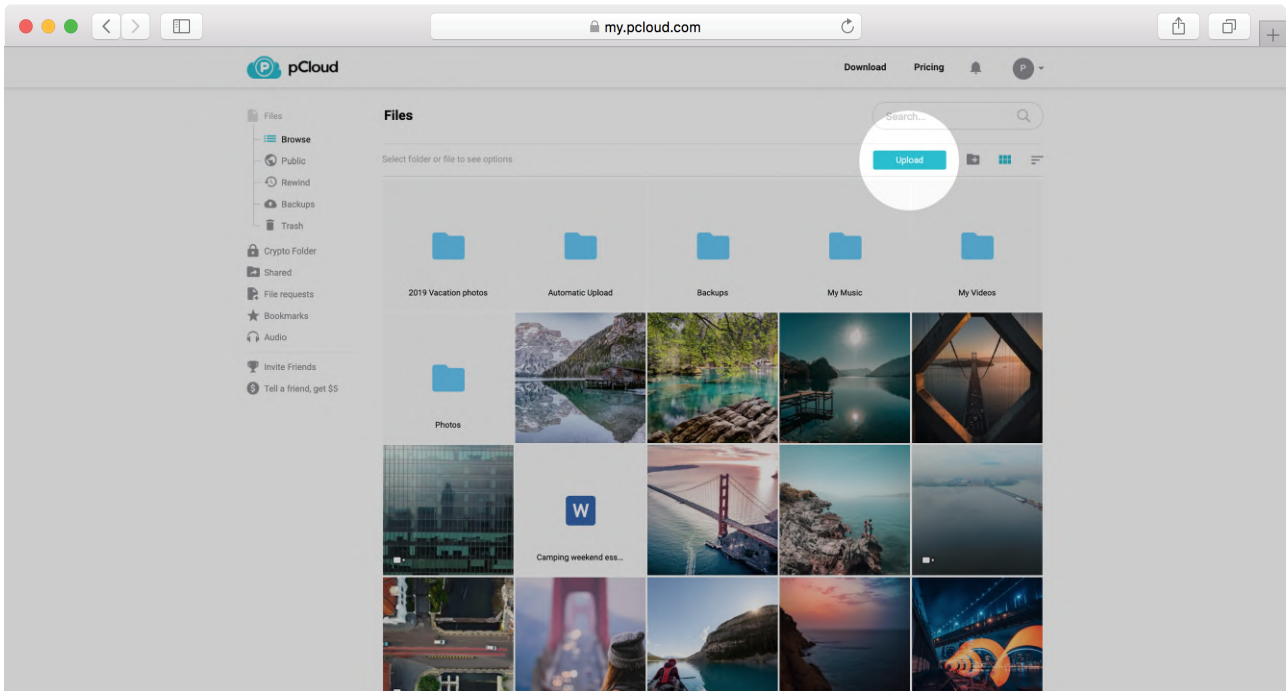 my.pcloud.com
pCloud
Download Pricing P
Files
Browse
Public
Rewind
Backups
Trash
Crypto Folder
Shared
File requests
Bookmarks
Audio
Invite Friends
Tell a friend, get $5
Files
Search...
Select folder or file to see options
Upload
2019 Vacation photos
Automatic Upload
Backups
My Music
My Videos
Photos
W
Camping weekend ess...